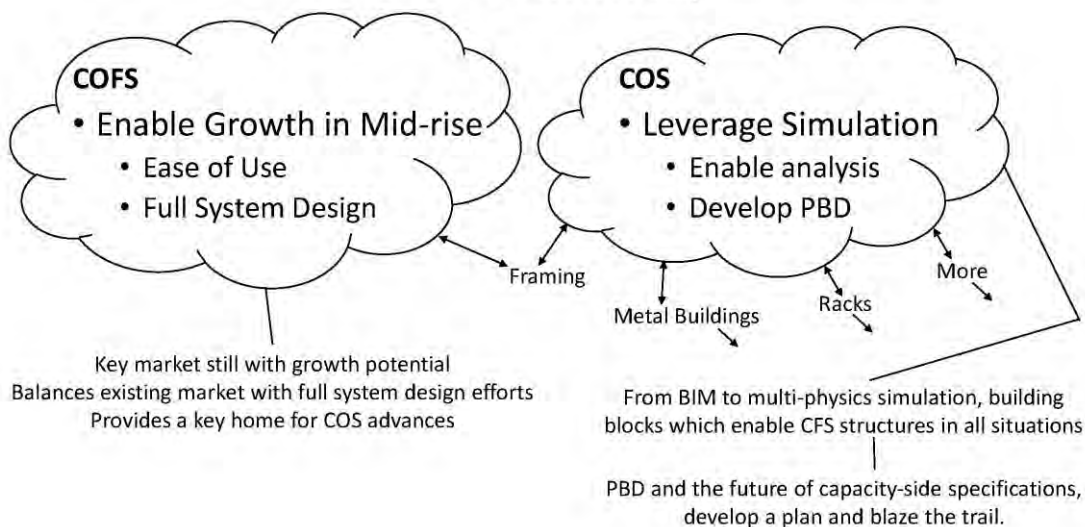 COFS
• Enable Growth in Mid-rise
• Ease of Use
• Full System Design
COS
• Leverage Simulation
• Enable analysis
• Develop PBD
Framing
Metal Buildings
Racks
More
Key market still with growth potential
Balances existing market with full system design efforts
Provides a key home for COS advances
From BIM to multi-physics simulation, building
blocks which enable CFS structures in all situations
PBD and the future of capacity-side specifications,
develop a plan and blaze the trail.